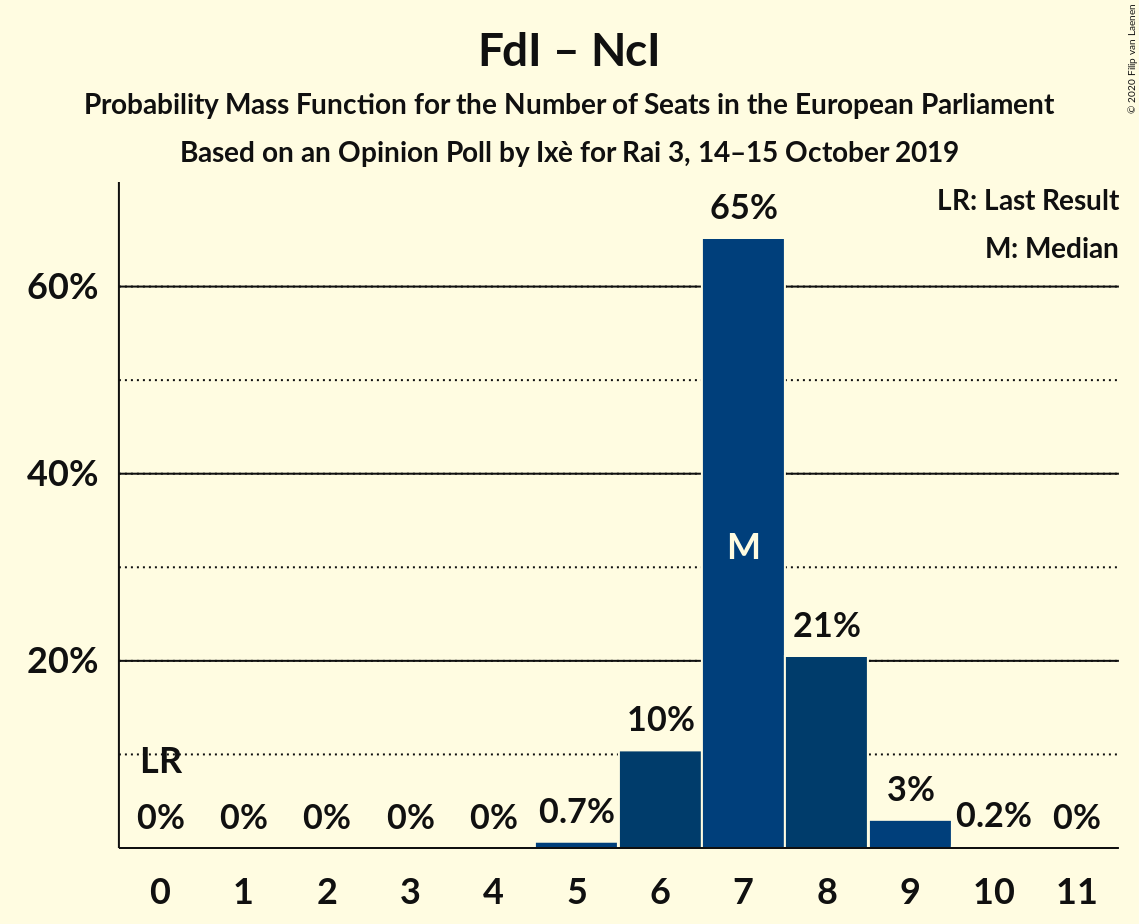 FdI – NcI
Probability Mass Function for the Number of Seats in the European Parliament
Based on an Opinion Poll by Ixè for Rai 3, 14–15 October 2019
© 2020 Filip van Laenen
LR: Last Result
M: Median
65%
60%
40%
M
21%
20%
10%
LR
3%
0% 0% 0% 0% 0% 0.7% 0.2% 0%
0 1 2 3 4 5 6 7 8 9 10 11